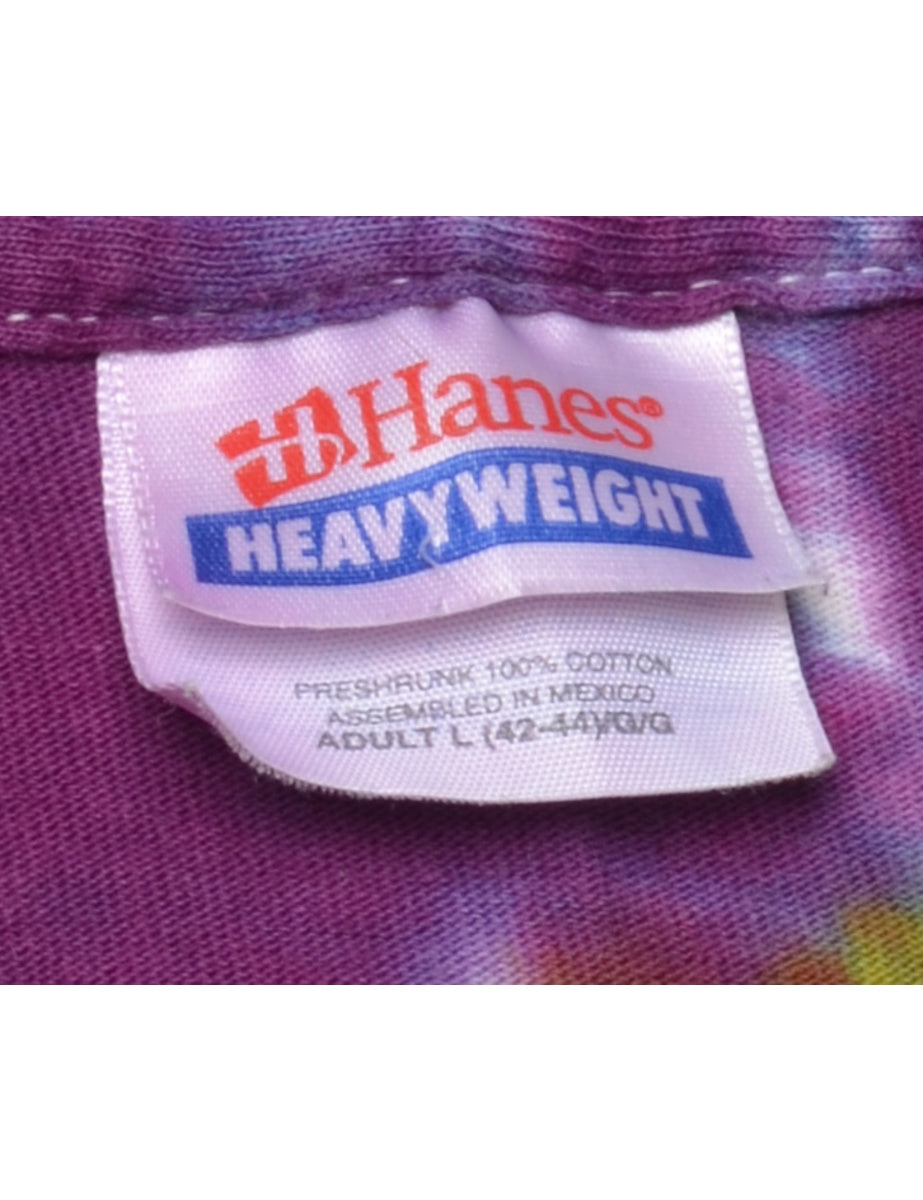 Hanes®
HEAVYWEIGHT
PRESHRUNK 100% COTTON
ASSEMBLED IN MEXICO
ADULT L (42-44)/G/G